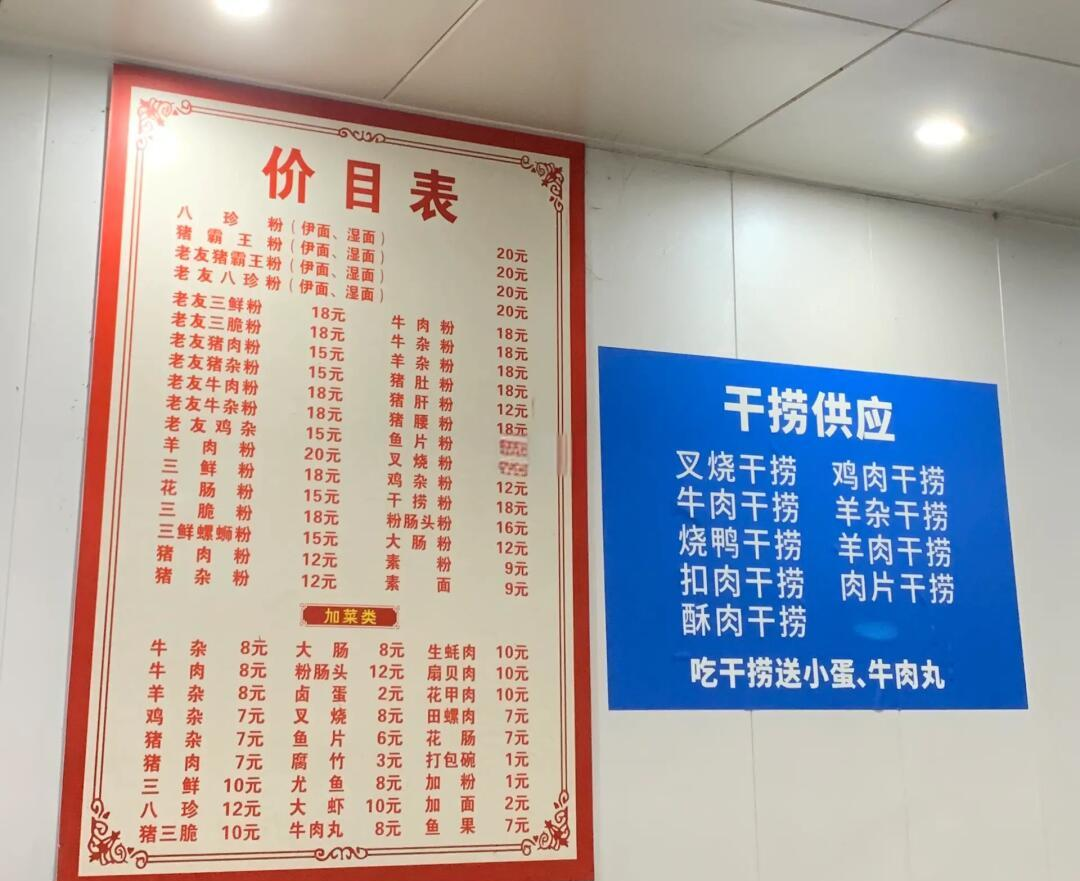 价目表
八珍粉(伊面、湿面) 20元
猪霸王粉(伊面、湿面) 20元
老友猪霸王粉(伊面、湿面) 20元
老友八珍粉(伊面、湿面) 20元
老友三鲜粉 18元 牛肉粉 18元
老友三脆粉 18元 牛杂粉 18元
老友猪肉粉 15元 羊杂粉 18元
老友猪杂粉 15元 猪肚粉 18元
老友牛肉粉 18元 猪肝粉 12元
老友牛杂粉 18元 猪腰粉 18元
老友鸡杂 15元 鱼片粉
羊肉粉 20元 叉烧粉
三鲜粉 18元 鸡杂粉 12元
花肠粉 15元 干捞粉 18元
三脆粉 18元 粉肠头粉 16元
三鲜螺蛳粉 15元 大肠粉 12元
猪肉粉 12元 素粉 9元
猪杂粉 12元 素面 9元
加菜类
牛杂 8元 大肠 8元 生蚝肉 10元
牛肉 8元 粉肠头 12元 扇贝肉 10元
羊杂 8元 卤蛋 2元 花甲肉 10元
鸡杂 7元 叉烧 8元 田螺肉 7元
猪杂 7元 鱼片 6元 花肠 7元
猪肉 7元 腐竹 3元 打包碗 1元
三鲜 10元 尤鱼 8元 加粉 1元
八珍 12元 大虾 10元 加面 2元
猪三脆 10元 牛肉丸 8元 鱼果 7元
干捞供应
叉烧干捞 鸡肉干捞
牛肉干捞 羊杂干捞
烧鸭干捞 羊肉干捞
扣肉干捞 肉片干捞
酥肉干捞
吃干捞送小蛋、牛肉丸